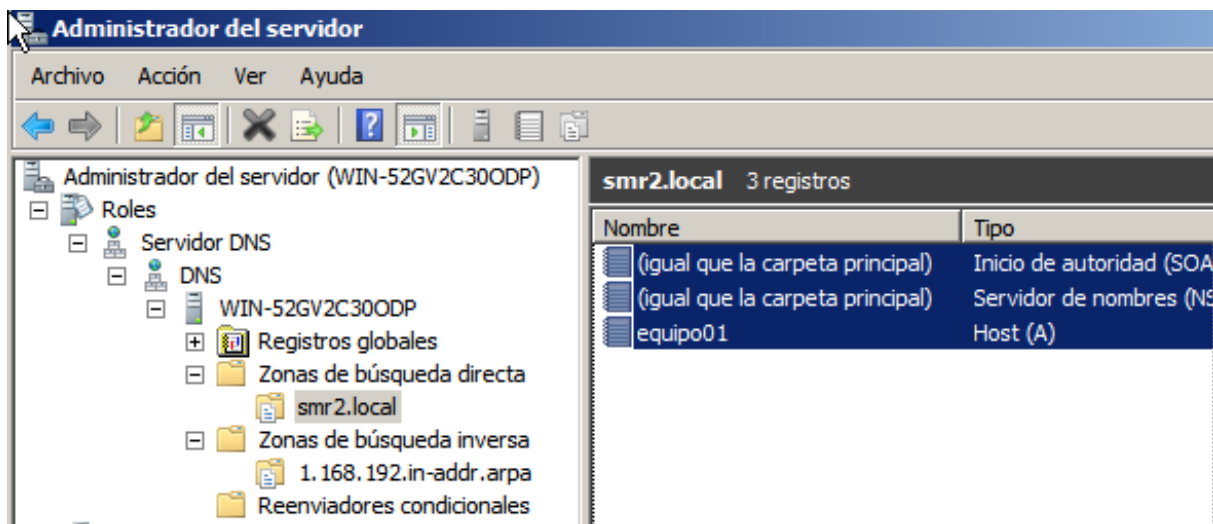 Administrador del servidor
Archivo Acción Ver Ayuda
Administrador del servidor (WIN-52GV2C30ODP)
Roles
Servidor DNS
DNS
WIN-52GV2C30ODP
Registros globales
Zonas de búsqueda directa
smr2.local
Zonas de búsqueda inversa
1.168.192.in-addr.arpa
Reenviadores condicionales
smr2.local 3 registros
Nombre Tipo
(igual que la carpeta principal) Inicio de autoridad (SOA
(igual que la carpeta principal) Servidor de nombres (NS
equipo01 Host (A)